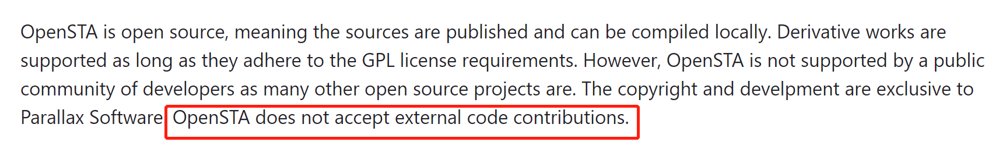 OpenSTA is open source, meaning the sources are published and can be compiled locally. Derivative works are
supported as long as they adhere to the GPL license requirements. However, OpenSTA is not supported by a public
community of developers as many other open source projects are. The copyright and develpment are exclusive to
Parallax Software. OpenSTA does not accept external code contributions.